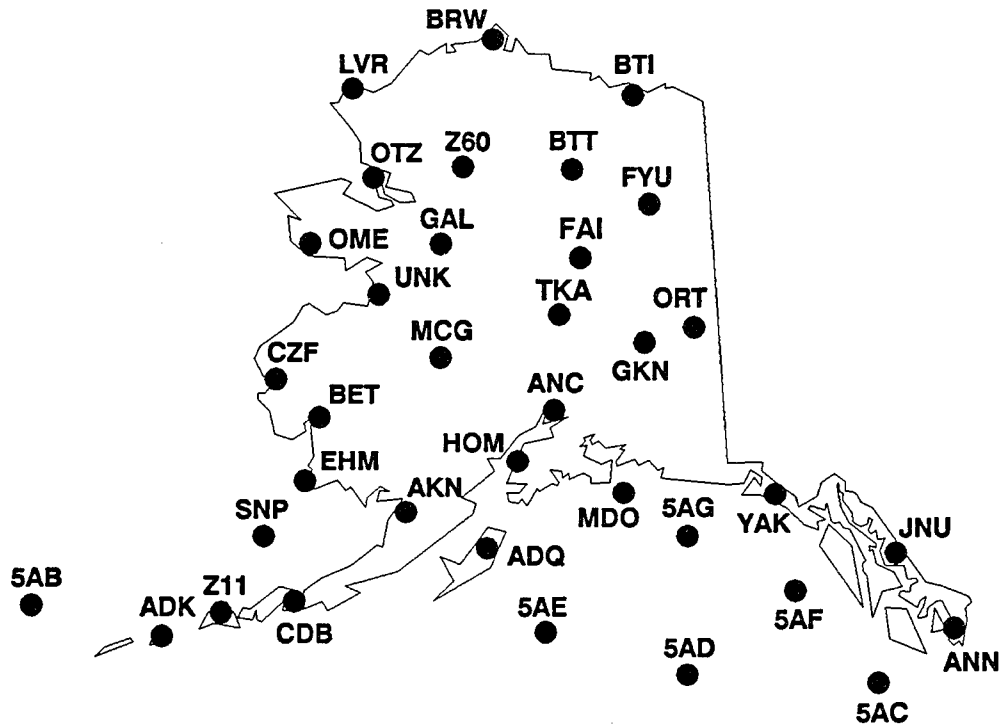 BRW
LVR
BTI
OTZ
Z60
BTT
FYU
OME
GAL
FAI
UNK
TKA
ORT
MCG
CZF
GKN
BET
ANC
HOM
EHM
AKN
SNP
MDO
5AG
YAK
JNU
ADQ
5AB
Z11
ADK
CDB
5AE
5AF
5AD
ANN
5AC